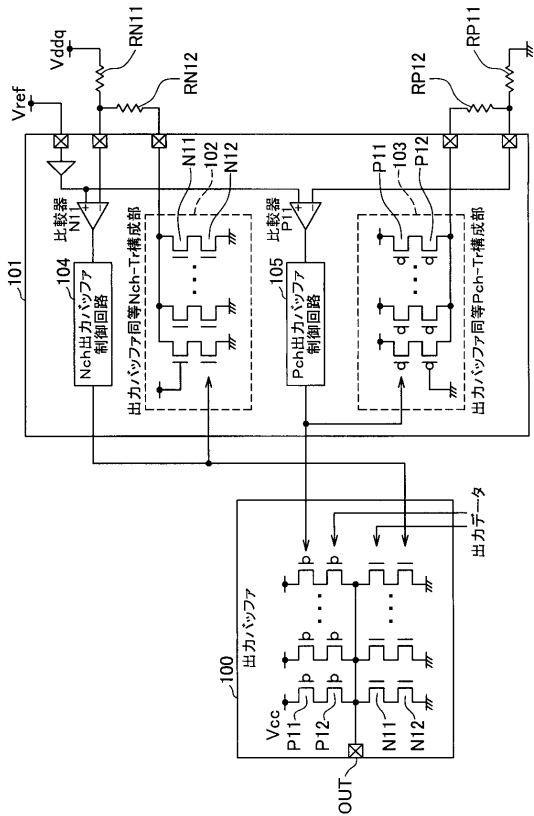 101
Vref
Vddq
RN11
RN12
比較器
N11
104
Nch出力バッファ
制御回路
N11
102
N12
出力バッファ同等Nch-Tr構成部
比較器
P11
105
Pch出力バッファ
制御回路
P11
103
P12
出力バッファ同等Pch-Tr構成部
RP12
RP11
100
出力バッファ
Vcc
P11
P12
N11
N12
OUT
出力データ